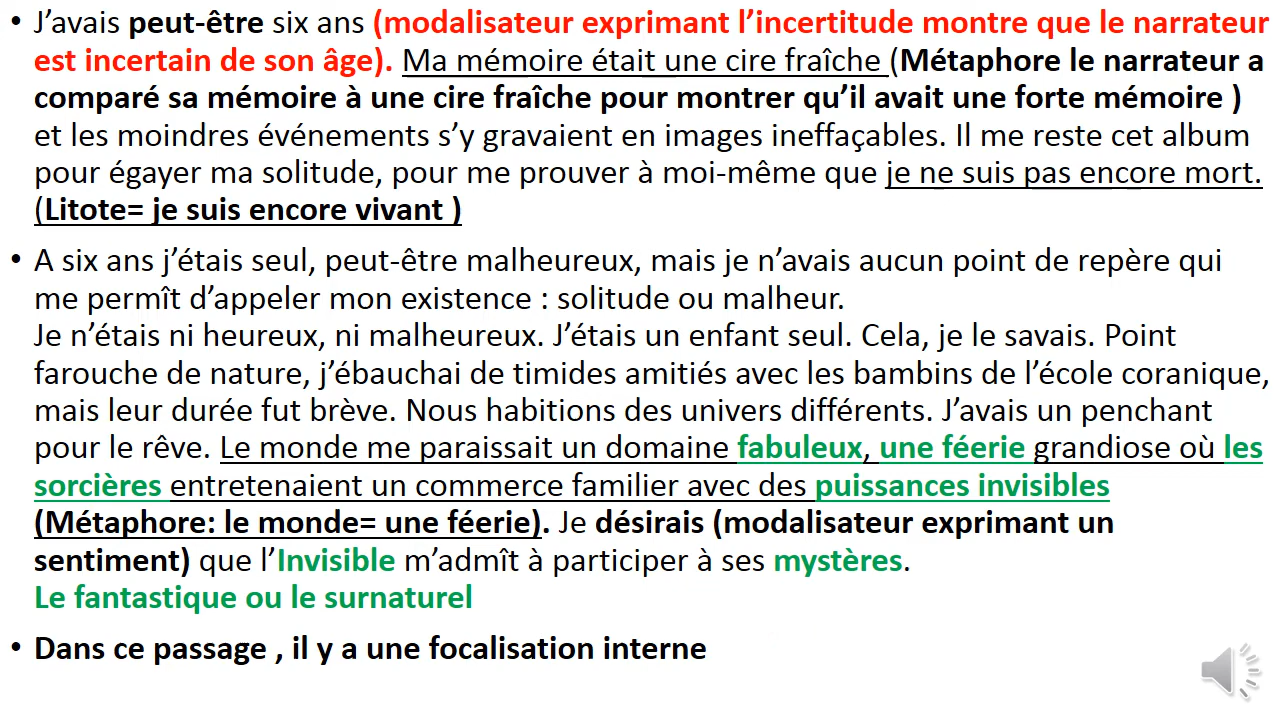 • J’avais peut-être six ans (modalisateur exprimant l’incertitude montre que le narrateur
est incertain de son âge). Ma mémoire était une cire fraîche (Métaphore le narrateur a
comparé sa mémoire à une cire fraîche pour montrer qu’il avait une forte mémoire )
et les moindres événements s’y gravaient en images ineffaçables. Il me reste cet album
pour égayer ma solitude, pour me prouver à moi-même que je ne suis pas encore mort.
(Litote= je suis encore vivant )
• A six ans j’étais seul, peut-être malheureux, mais je n’avais aucun point de repère qui
me permît d’appeler mon existence : solitude ou malheur.
Je n’étais ni heureux, ni malheureux. J’étais un enfant seul. Cela, je le savais. Point
farouche de nature, j’ébauchai de timides amitiés avec les bambins de l’école coranique,
mais leur durée fut brève. Nous habitions des univers différents. J’avais un penchant
pour le rêve. Le monde me paraissait un domaine fabuleux, une féerie grandiose où les
sorcières entretenaient un commerce familier avec des puissances invisibles
(Métaphore: le monde= une féerie). Je désirais (modalisateur exprimant un
sentiment) que l’Invisible m’admît à participer à ses mystères.
Le fantastique ou le surnaturel
• Dans ce passage , il y a une focalisation interne